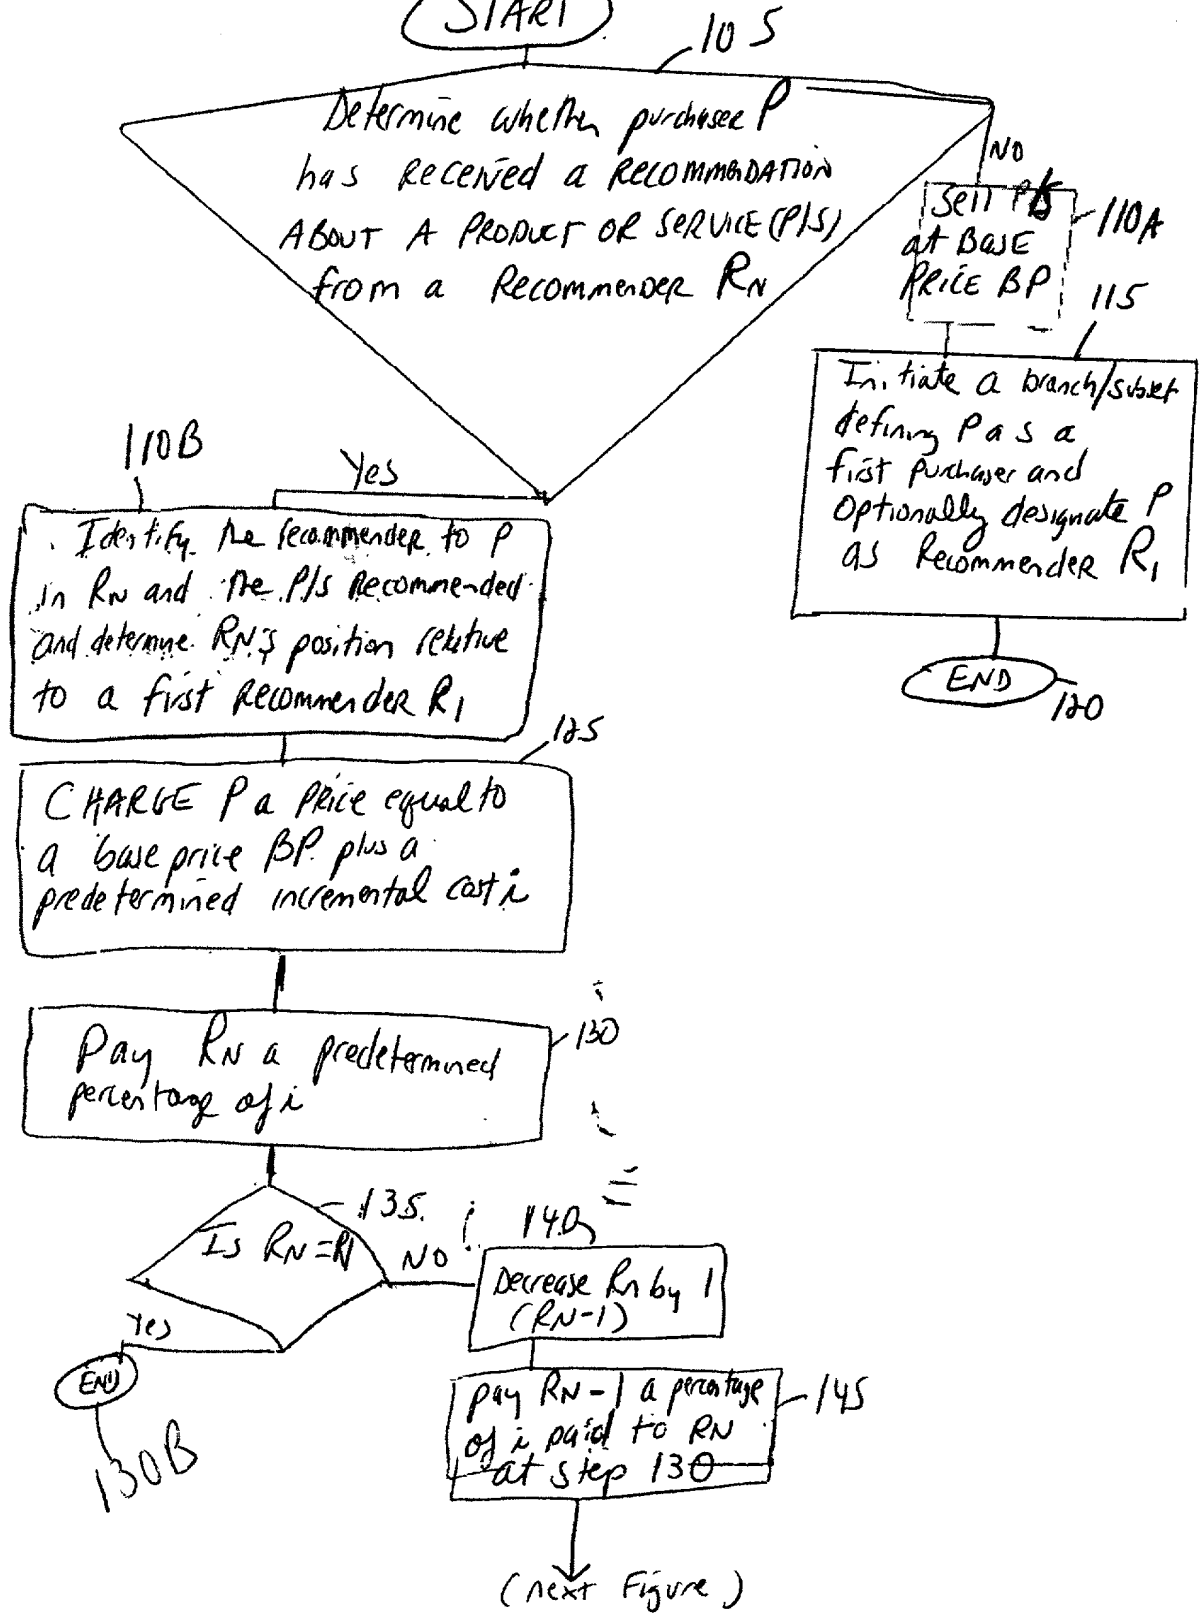 START
105
Determine whether purchaser P
has Received a RECOMMENDATION
ABOUT A PRODUCT OR SERVICE (P/S)
from a Recommender RN
NO
Sell P/S
at BASE
PRICE BP
110A
115
Initiate a branch/subset
defining P as a
first purchaser and
Optionally designate P
as Recommender R1
END
120
110B
Yes
Identify the recommender to P
in RN and the P/S Recommended
and determine RN's position relative
to a first Recommender R1
125
CHARGE P a PRICE equal to
a base price BP plus a
predetermined incremental cost i
130
Pay RN a predetermined
percentage of i
135
Is RN=R1
NO
140
Decrease Rn by 1
(RN-1)
Yes
END
130B
pay RN-1 a percentage
of i paid to RN
at step 130
145
(next Figure)